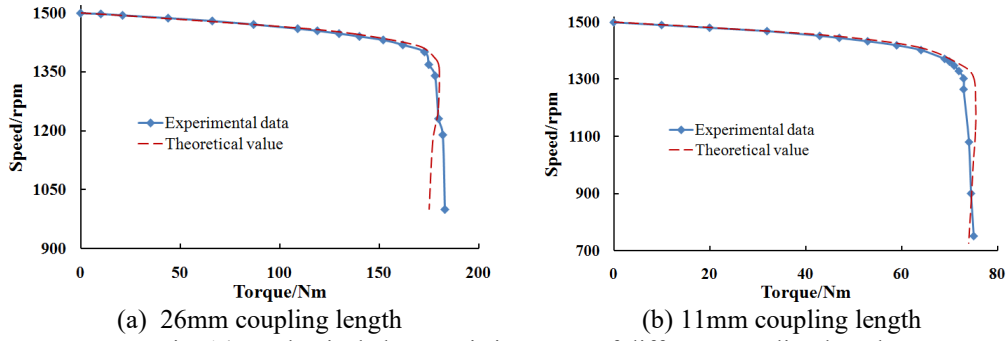 1500
1350
1200
1050
900
Speed/rpm
Experimental data
Theoretical value
0
50
100
150
200
Torque/Nm
(a) 26mm coupling length
1500
1300
1100
900
700
Speed/rpm
Experimental data
Theoretical value
0
20
40
60
80
Torque/Nm
(b) 11mm coupling length